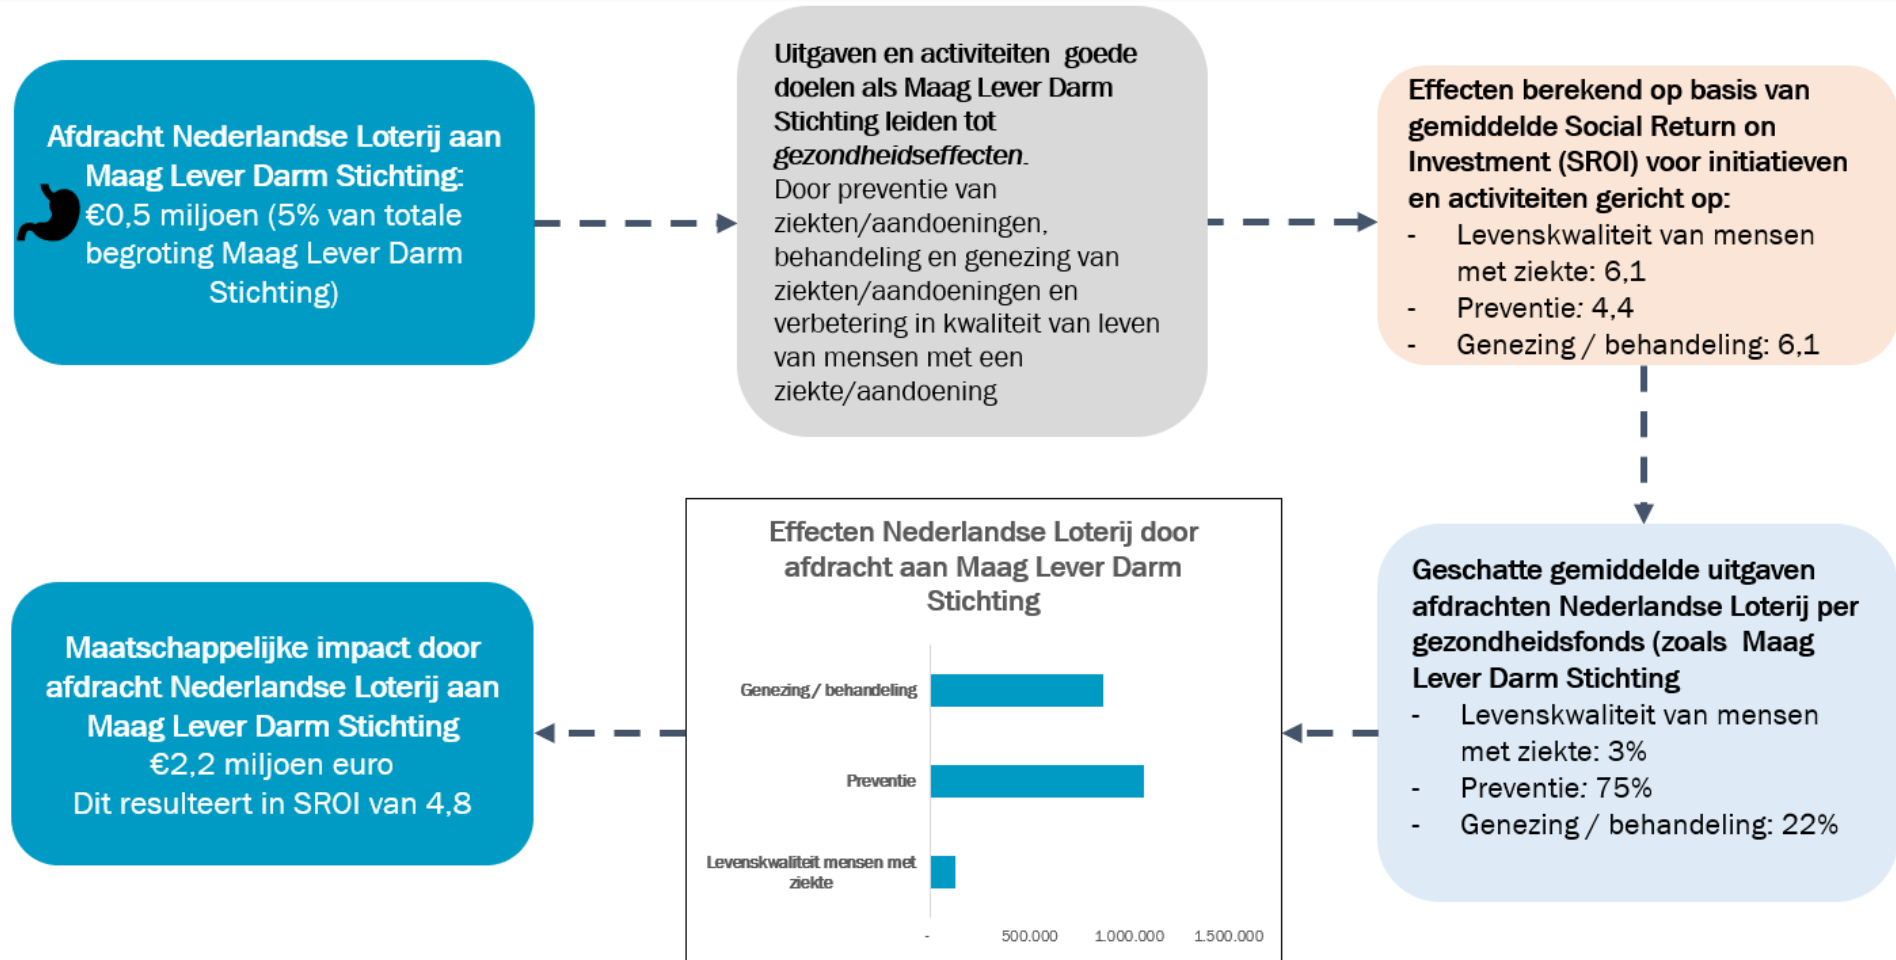 Afdracht Nederlandse Loterij aan
Maag Lever Darm Stichting:
€0,5 miljoen (5% van totale
begroting Maag Lever Darm
Stichting)
Uitgaven en activiteiten goede
doelen als Maag Lever Darm
Stichting leiden tot
gezondheidseffecten.
Door preventie van
ziekten/aandoeningen,
behandeling en genezing van
ziekten/aandoeningen en
verbetering in kwaliteit van leven
van mensen met een
ziekte/aandoening
Effecten berekend op basis van
gemiddelde Social Return on
Investment (SROI) voor initiatieven
en activiteiten gericht op:
- Levenskwaliteit van mensen
met ziekte: 6,1
- Preventie: 4,4
- Genezing / behandeling: 6,1
Geschatte gemiddelde uitgaven
afdrachten Nederlandse Loterij per
gezondheidsfonds (zoals Maag
Lever Darm Stichting
- Levenskwaliteit van mensen
met ziekte: 3%
- Preventie: 75%
- Genezing / behandeling: 22%
Effecten Nederlandse Loterij door
afdracht aan Maag Lever Darm
Stichting
Genezing / behandeling
Preventie
Levenskwaliteit mensen met
ziekte
- 500.000 1.000.000 1.500.000
Maatschappelijke impact door
afdracht Nederlandse Loterij aan
Maag Lever Darm Stichting
€2,2 miljoen euro
Dit resulteert in SROI van 4,8